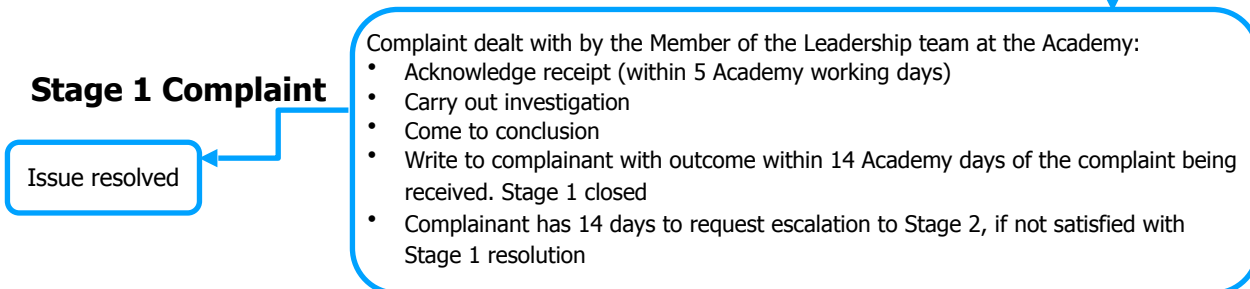 Complaint dealt with by the Member of the Leadership team at the Academy:
• Acknowledge receipt (within 5 Academy working days)
Stage 1 Complaint
• Carry out investigation
• Come to conclusion
• Write to complainant with outcome within 14 Academy days of the complaint being
received. Stage 1 closed
Issue resolved
• Complainant has 14 days to request escalation to Stage 2, if not satisfied with
Stage 1 resolution